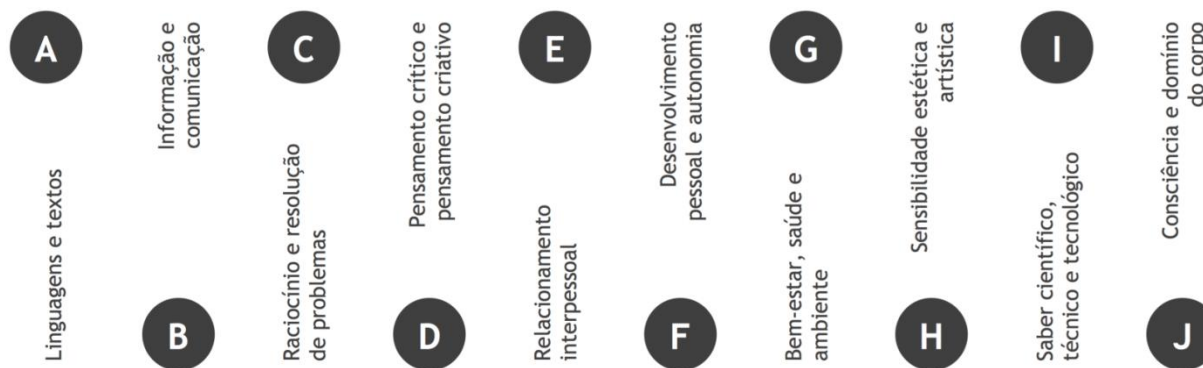 A
Linguagens e textos
Informação e
comunicação
B
C
Raciocínio e resolução
de problemas
Pensamento crítico e
pensamento criativo
D
E
Relacionamento
interpessoal
Desenvolvimento
pessoal e autonomia
F
G
Bem-estar, saúde e
ambiente
Sensibilidade estética e
artística
H
I
Saber científico,
técnico e tecnológico
Consciência e domínio
do corpo
J